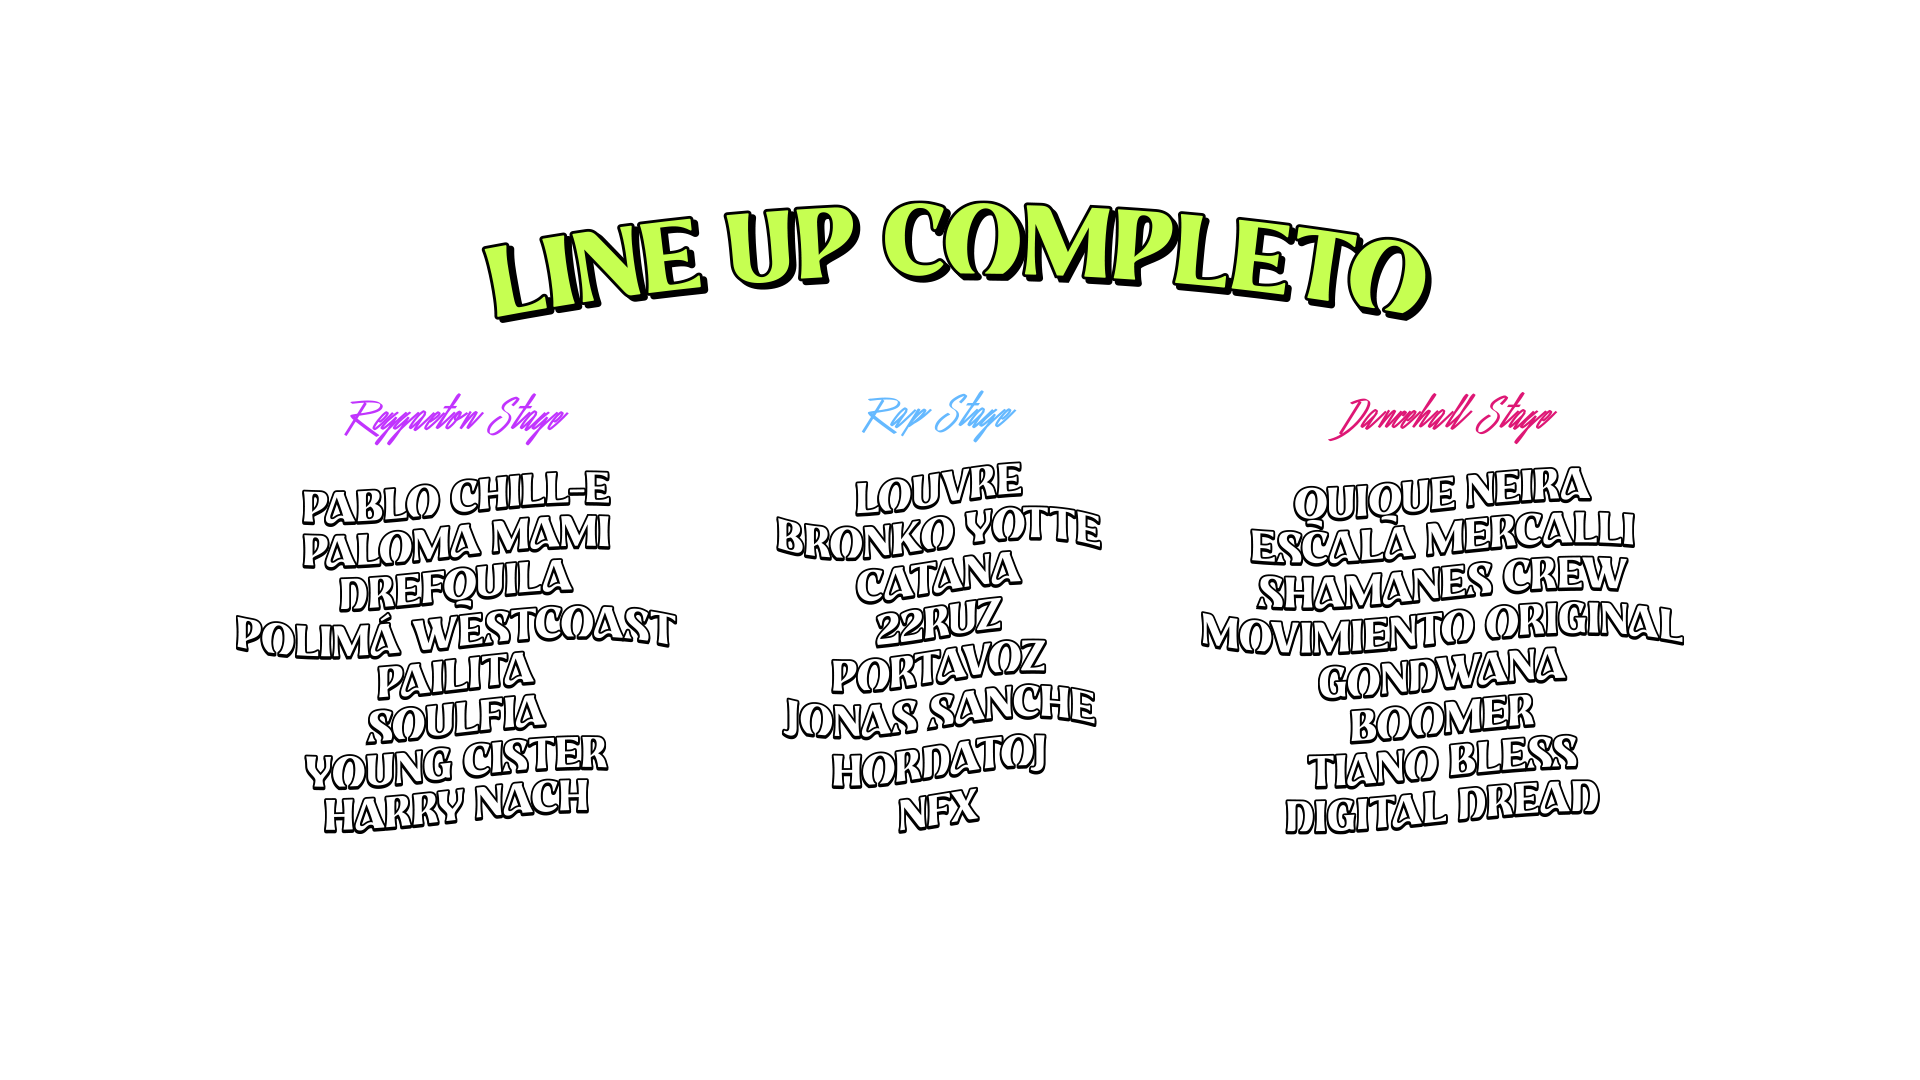 LINE UP COMPLETO
Reggaeton Stage
PABLO CHILL-E
PALOMA MAMI
DREFQUILA
POLIMÁ WESTCOAST
PAILITA
SOULFIA
YOUNG CISTER
HARRY NACH
Rap Stage
LOUVRE
BRONKO YOTTE
CATANA
22RUZ
PORTAVOZ
JONAS SANCHE
HORDATOJ
NFX
Dancehall Stage
QUIQUE NEIRA
ESCALA MERCALLI
SHAMANES CREW
MOVIMIENTO ORIGINAL
GONDWANA
BOOMER
TIANO BLESS
DIGITAL DREAD